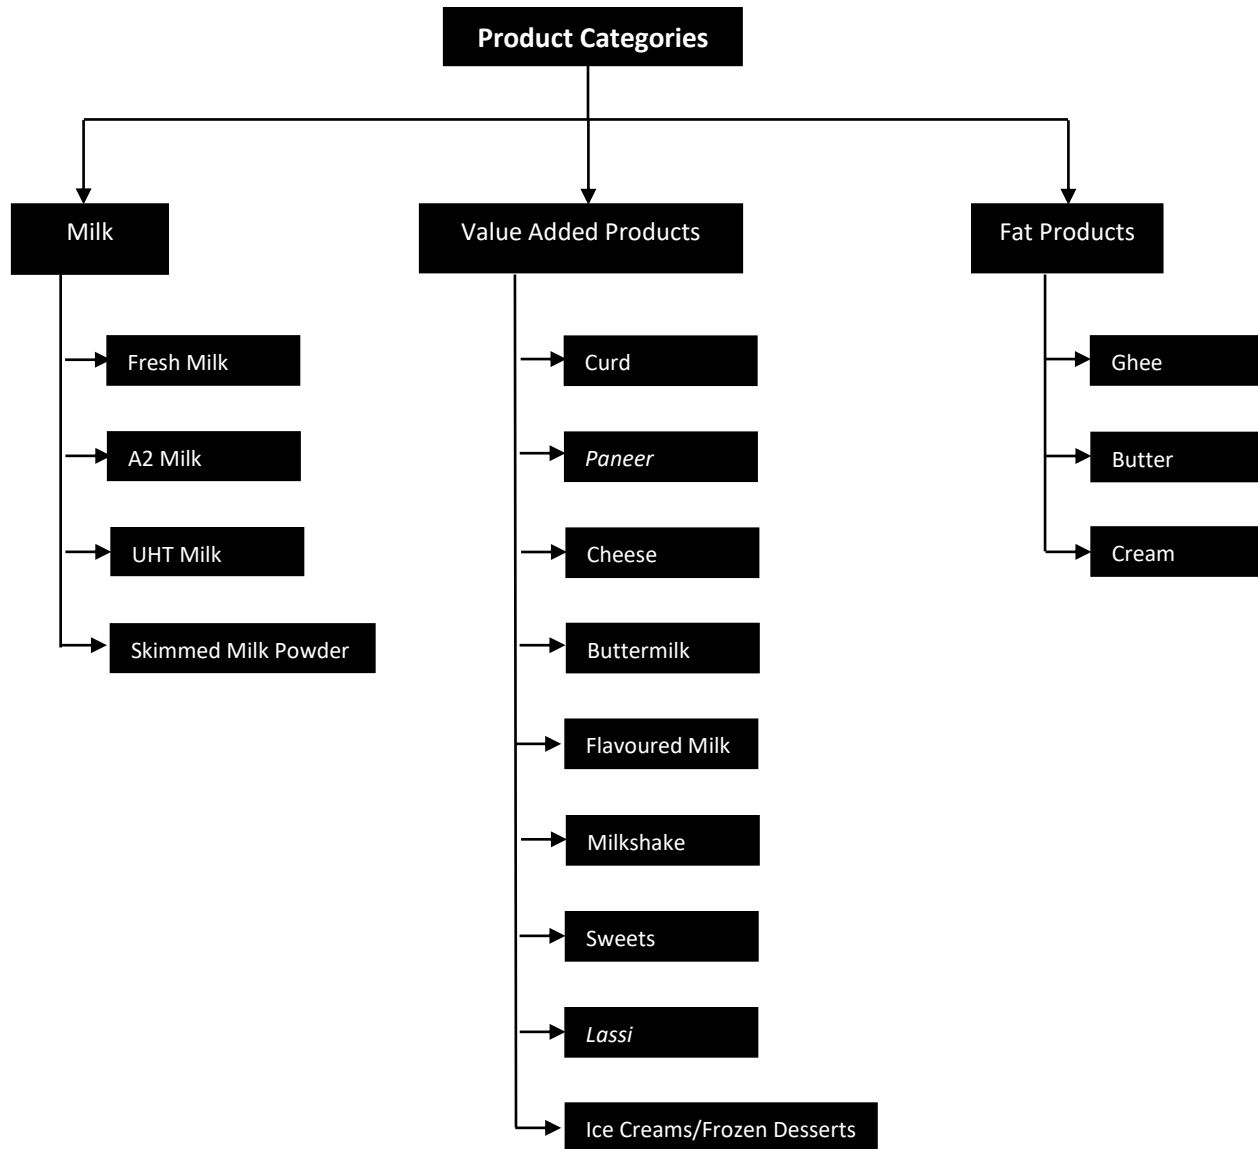 Product Categories
Milk
Value Added Products
Fat Products
Fresh Milk
A2 Milk
UHT Milk
Skimmed Milk Powder
Curd
Paneer
Cheese
Buttermilk
Flavoured Milk
Milkshake
Sweets
Lassi
Ice Creams/Frozen Desserts
Ghee
Butter
Cream